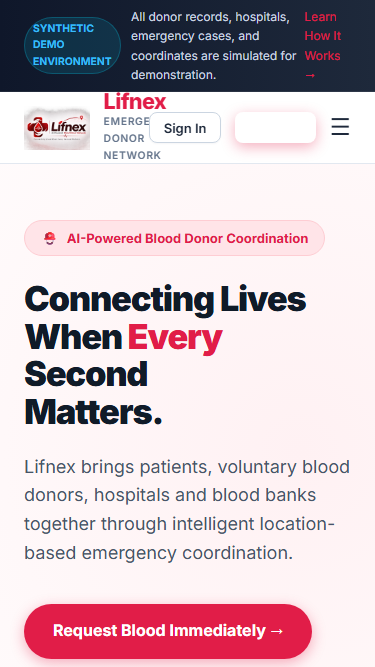 SYNTHETIC
DEMO
ENVIRONMENT
All donor records, hospitals,
emergency cases, and
coordinates are simulated for
demonstration.
Learn
How It
Works
→
Lifnex
Lifnex
EMERGE
DONOR
NETWORK
Sign In
AI-Powered Blood Donor Coordination
Connecting Lives
When Every
Second
Matters.
Lifnex brings patients, voluntary blood
donors, hospitals and blood banks
together through intelligent location-
based emergency coordination.
Request Blood Immediately →